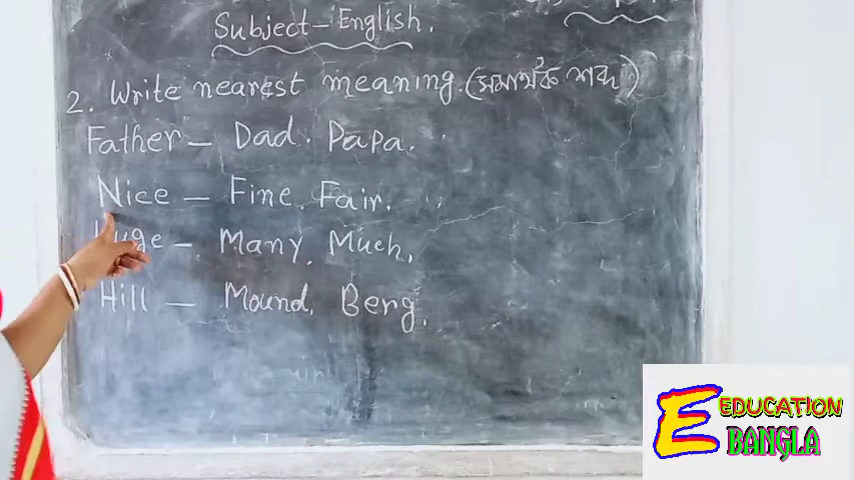 Subject - English.
2. Write nearest meaning. (সমার্থক শব্দ)
Father - Dad. Papa.
Nice - Fine. Fair.
Huge - Many. Much.
Hill - Mound. Berg.
EDUCATION
BANGLA